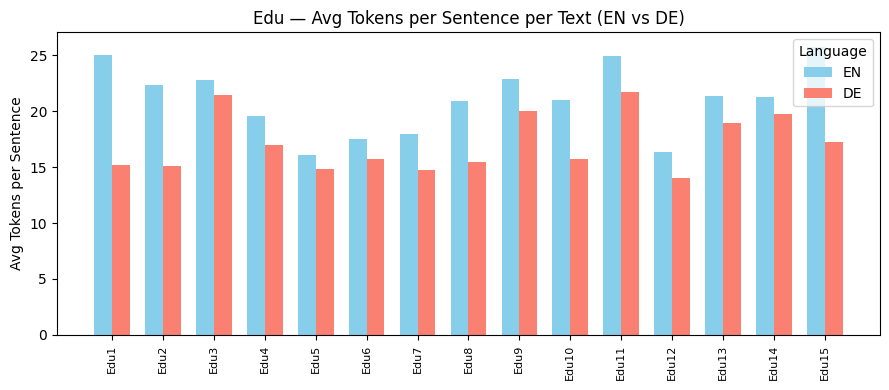 Edu — Avg Tokens per Sentence per Text (EN vs DE)
Avg Tokens per Sentence
25
20
15
10
5
0
Language
EN
DE
Edu1
Edu2
Edu3
Edu4
Edu5
Edu6
Edu7
Edu8
Edu9
Edu10
Edu11
Edu12
Edu13
Edu14
Edu15